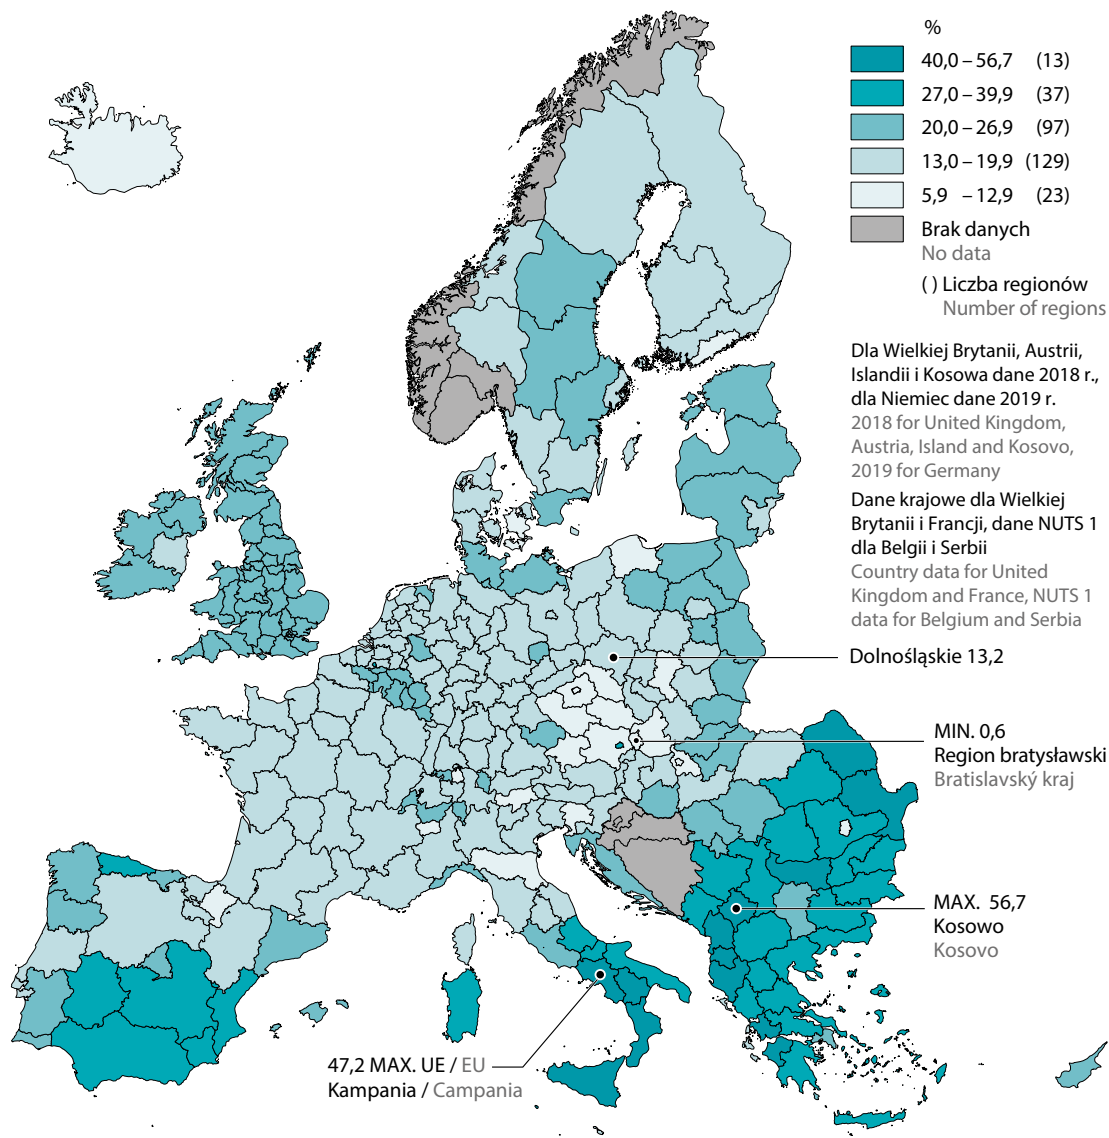 %
40,0 – 56,7 (13)
27,0 – 39,9 (37)
20,0 – 26,9 (97)
13,0 – 19,9 (129)
5,9 – 12,9 (23)
Brak danych
No data
( ) Liczba regionów
Number of regions
Dla Wielkiej Brytanii, Austrii,
Islandii i Kosowa dane 2018 r.,
dla Niemiec dane 2019 r.
2018 for United Kingdom,
Austria, Island and Kosovo,
2019 for Germany
Dane krajowe dla Wielkiej
Brytanii i Francji, dane NUTS 1
dla Belgii i Serbii
Country data for United
Kingdom and France, NUTS 1
data for Belgium and Serbia
Dolnośląskie 13,2
MIN. 0,6
Region bratysławski
Bratislavský kraj
MAX. 56,7
Kosowo
Kosovo
47,2 MAX. UE / EU
Kampania / Campania